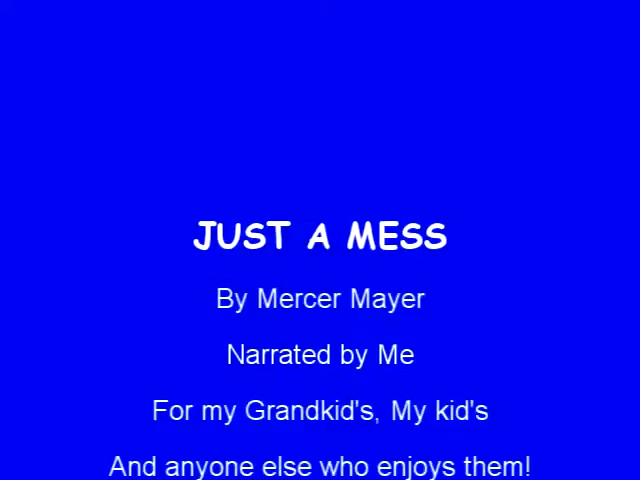 JUST A MESS
By Mercer Mayer
Narrated by Me
For my Grandkid's, My kid's
And anyone else who enjoys them!